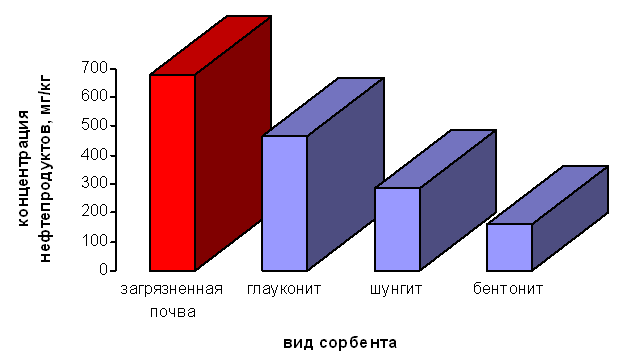 концентрация
нефтепродуктов, мг/кг
700
600
500
400
300
200
100
0
загрязненная
почва
глауконит
шунгит
бентонит
вид сорбента